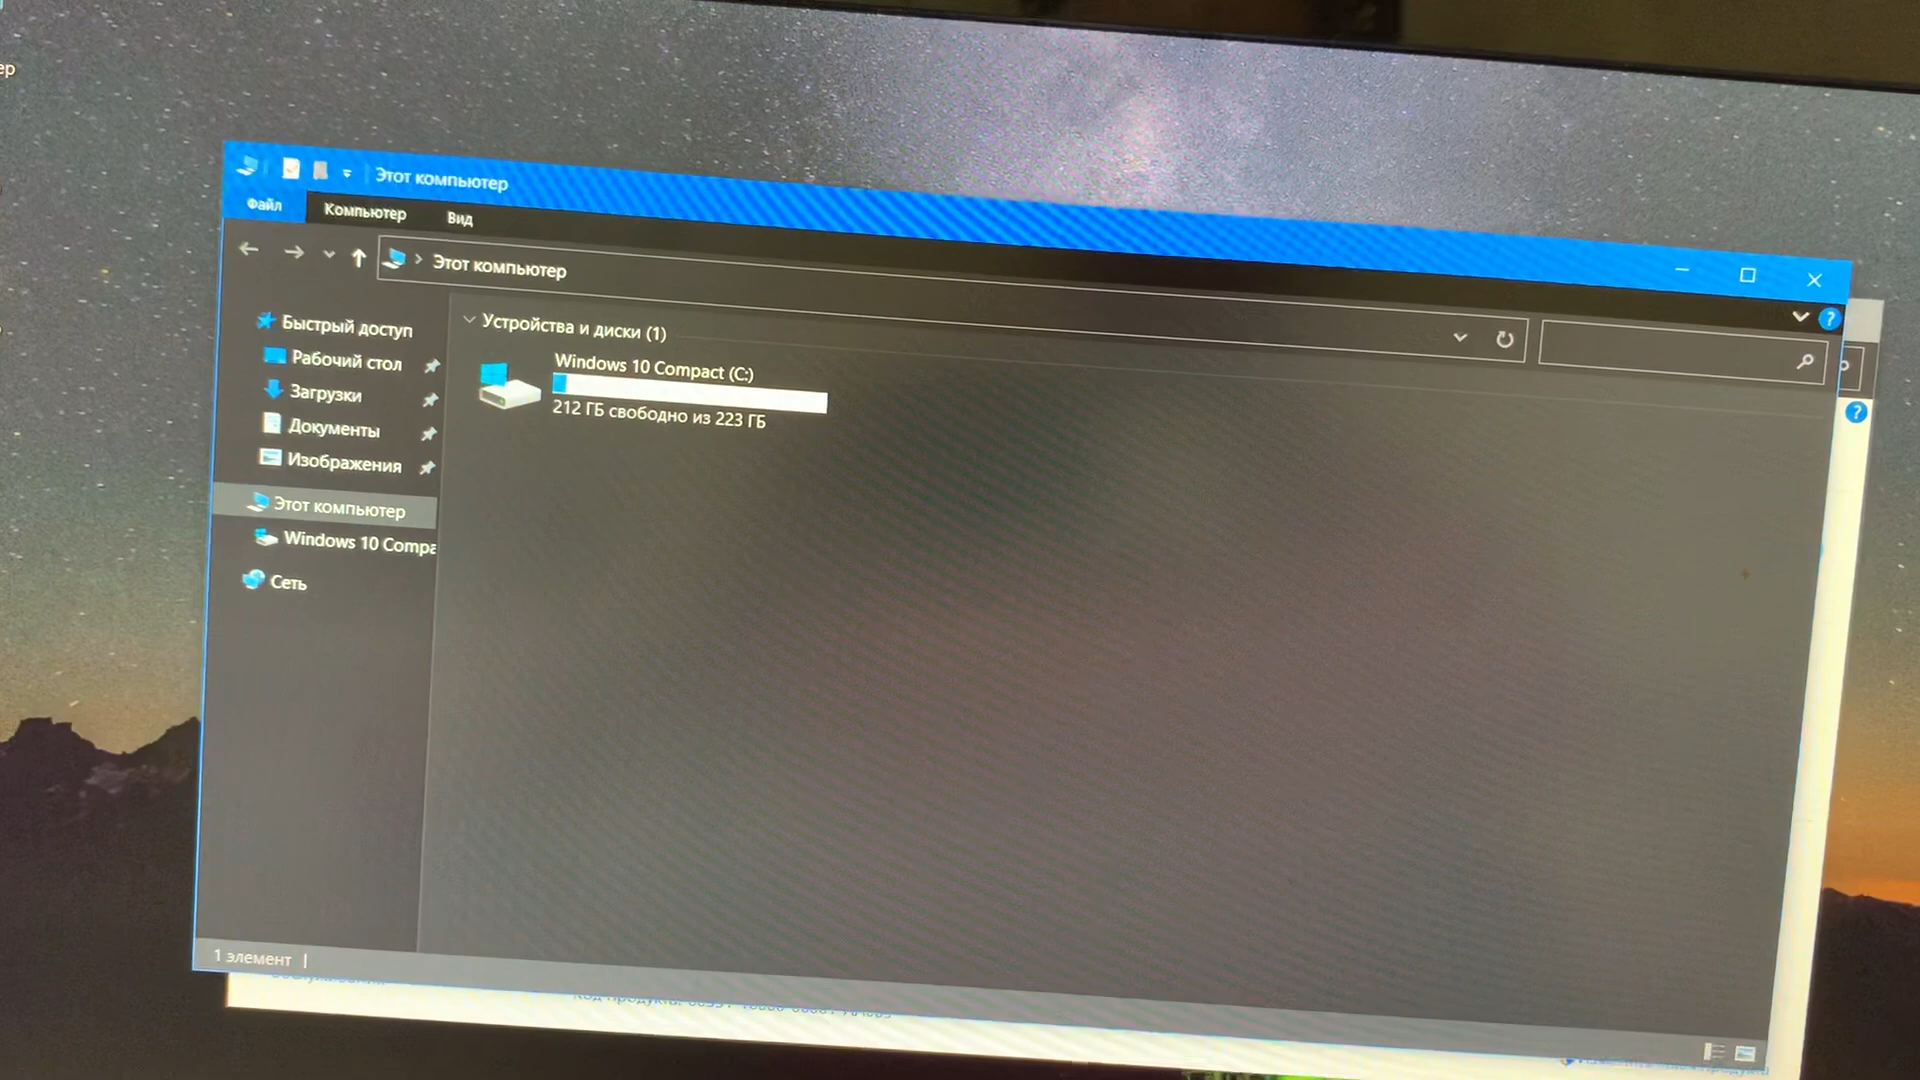 ер
Этот компьютер
Файл
Компьютер
Вид
Этот компьютер
Быстрый доступ
Рабочий стол
Загрузки
Документы
Изображения
Этот компьютер
Windows 10 Compa
Сеть
Устройства и диски (1)
Windows 10 Compact (C:)
212 ГБ свободно из 223 ГБ
1 элемент